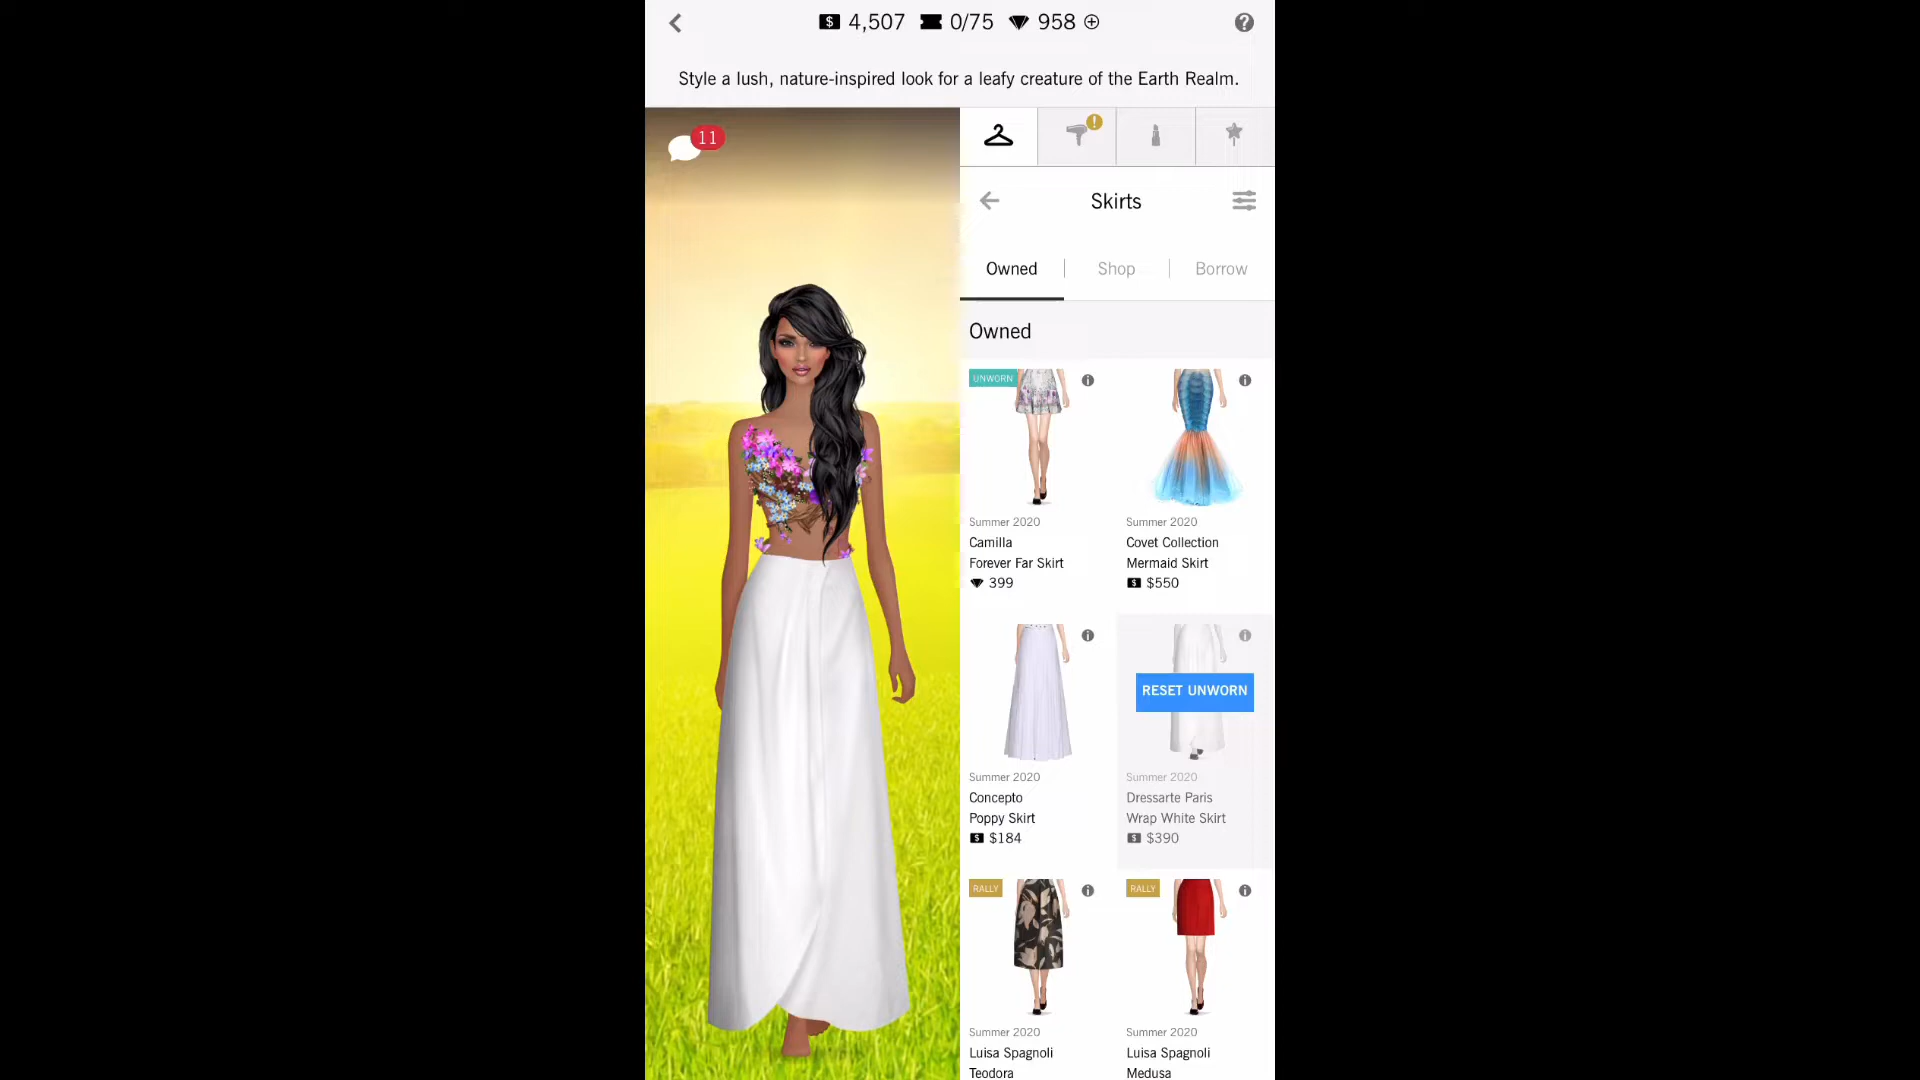 $ 4,507 0/75 958
Style a lush, nature-inspired look for a leafy creature of the Earth Realm.
11
Skirts
Owned
Shop
Borrow
Owned
UNWORN
Summer 2020
Camilla
Forever Far Skirt
399
Summer 2020
Covet Collection
Mermaid Skirt
$ $550
Summer 2020
Concepto
Poppy Skirt
$ $184
RESET UNWORN
Summer 2020
Dressarte Paris
Wrap White Skirt
$ $390
RALLY
Summer 2020
Luisa Spagnoli
Teodora
RALLY
Summer 2020
Luisa Spagnoli
Medusa